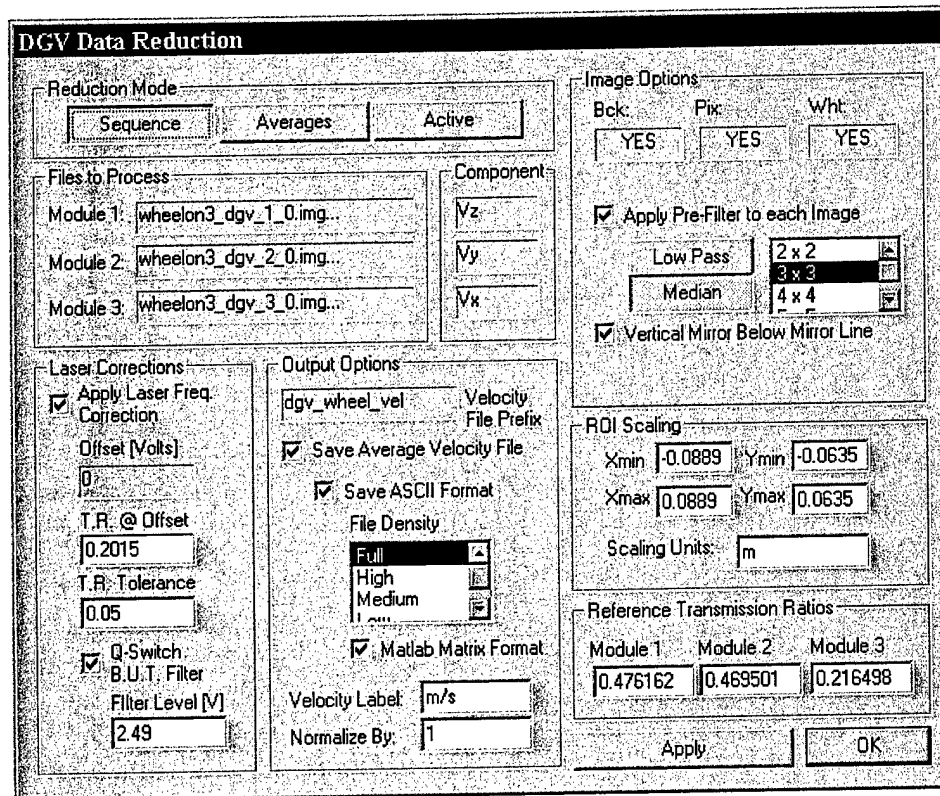 DGV Data Reduction
Reduction Mode
Sequence
Averages
Active
Files to Process
Module 1: wheelon3_dgv_1_0.img...
Module 2: wheelon3_dgv_2_0.img...
Module 3: wheelon3_dgv_3_0.img...
Component
Vz
Vy
Vx
Laser Corrections
Apply Laser Freq.
Correction
Offset [Volts]
0
T.R. @ Offset
0.2015
T.R. Tolerance
0.05
Q-Switch
B.U.T. Filter
FIlter Level [V]
2.49
Output Options
dgv_wheel_vel Velocity
File Prefix
Save Average Velocity File
Save ASCII Format
File Density
Full
High
Medium
Matlab Matrix Format
Velocity Label: m/s
Normalize By: 1
Image Options
Bck: Pix: Wht:
YES YES YES
Apply Pre-Filter to each Image
Low Pass
Median
2 x 2
3 x 3
4 x 4
Vertical Mirror Below Mirror Line
ROI Scaling
Xmin -0.0889 Ymin -0.0635
Xmax 0.0889 Ymax 0.0635
Scaling Units: m
Reference Transmission Ratios
Module 1 Module 2 Module 3
0.476162 0.469501 0.216498
Apply
OK